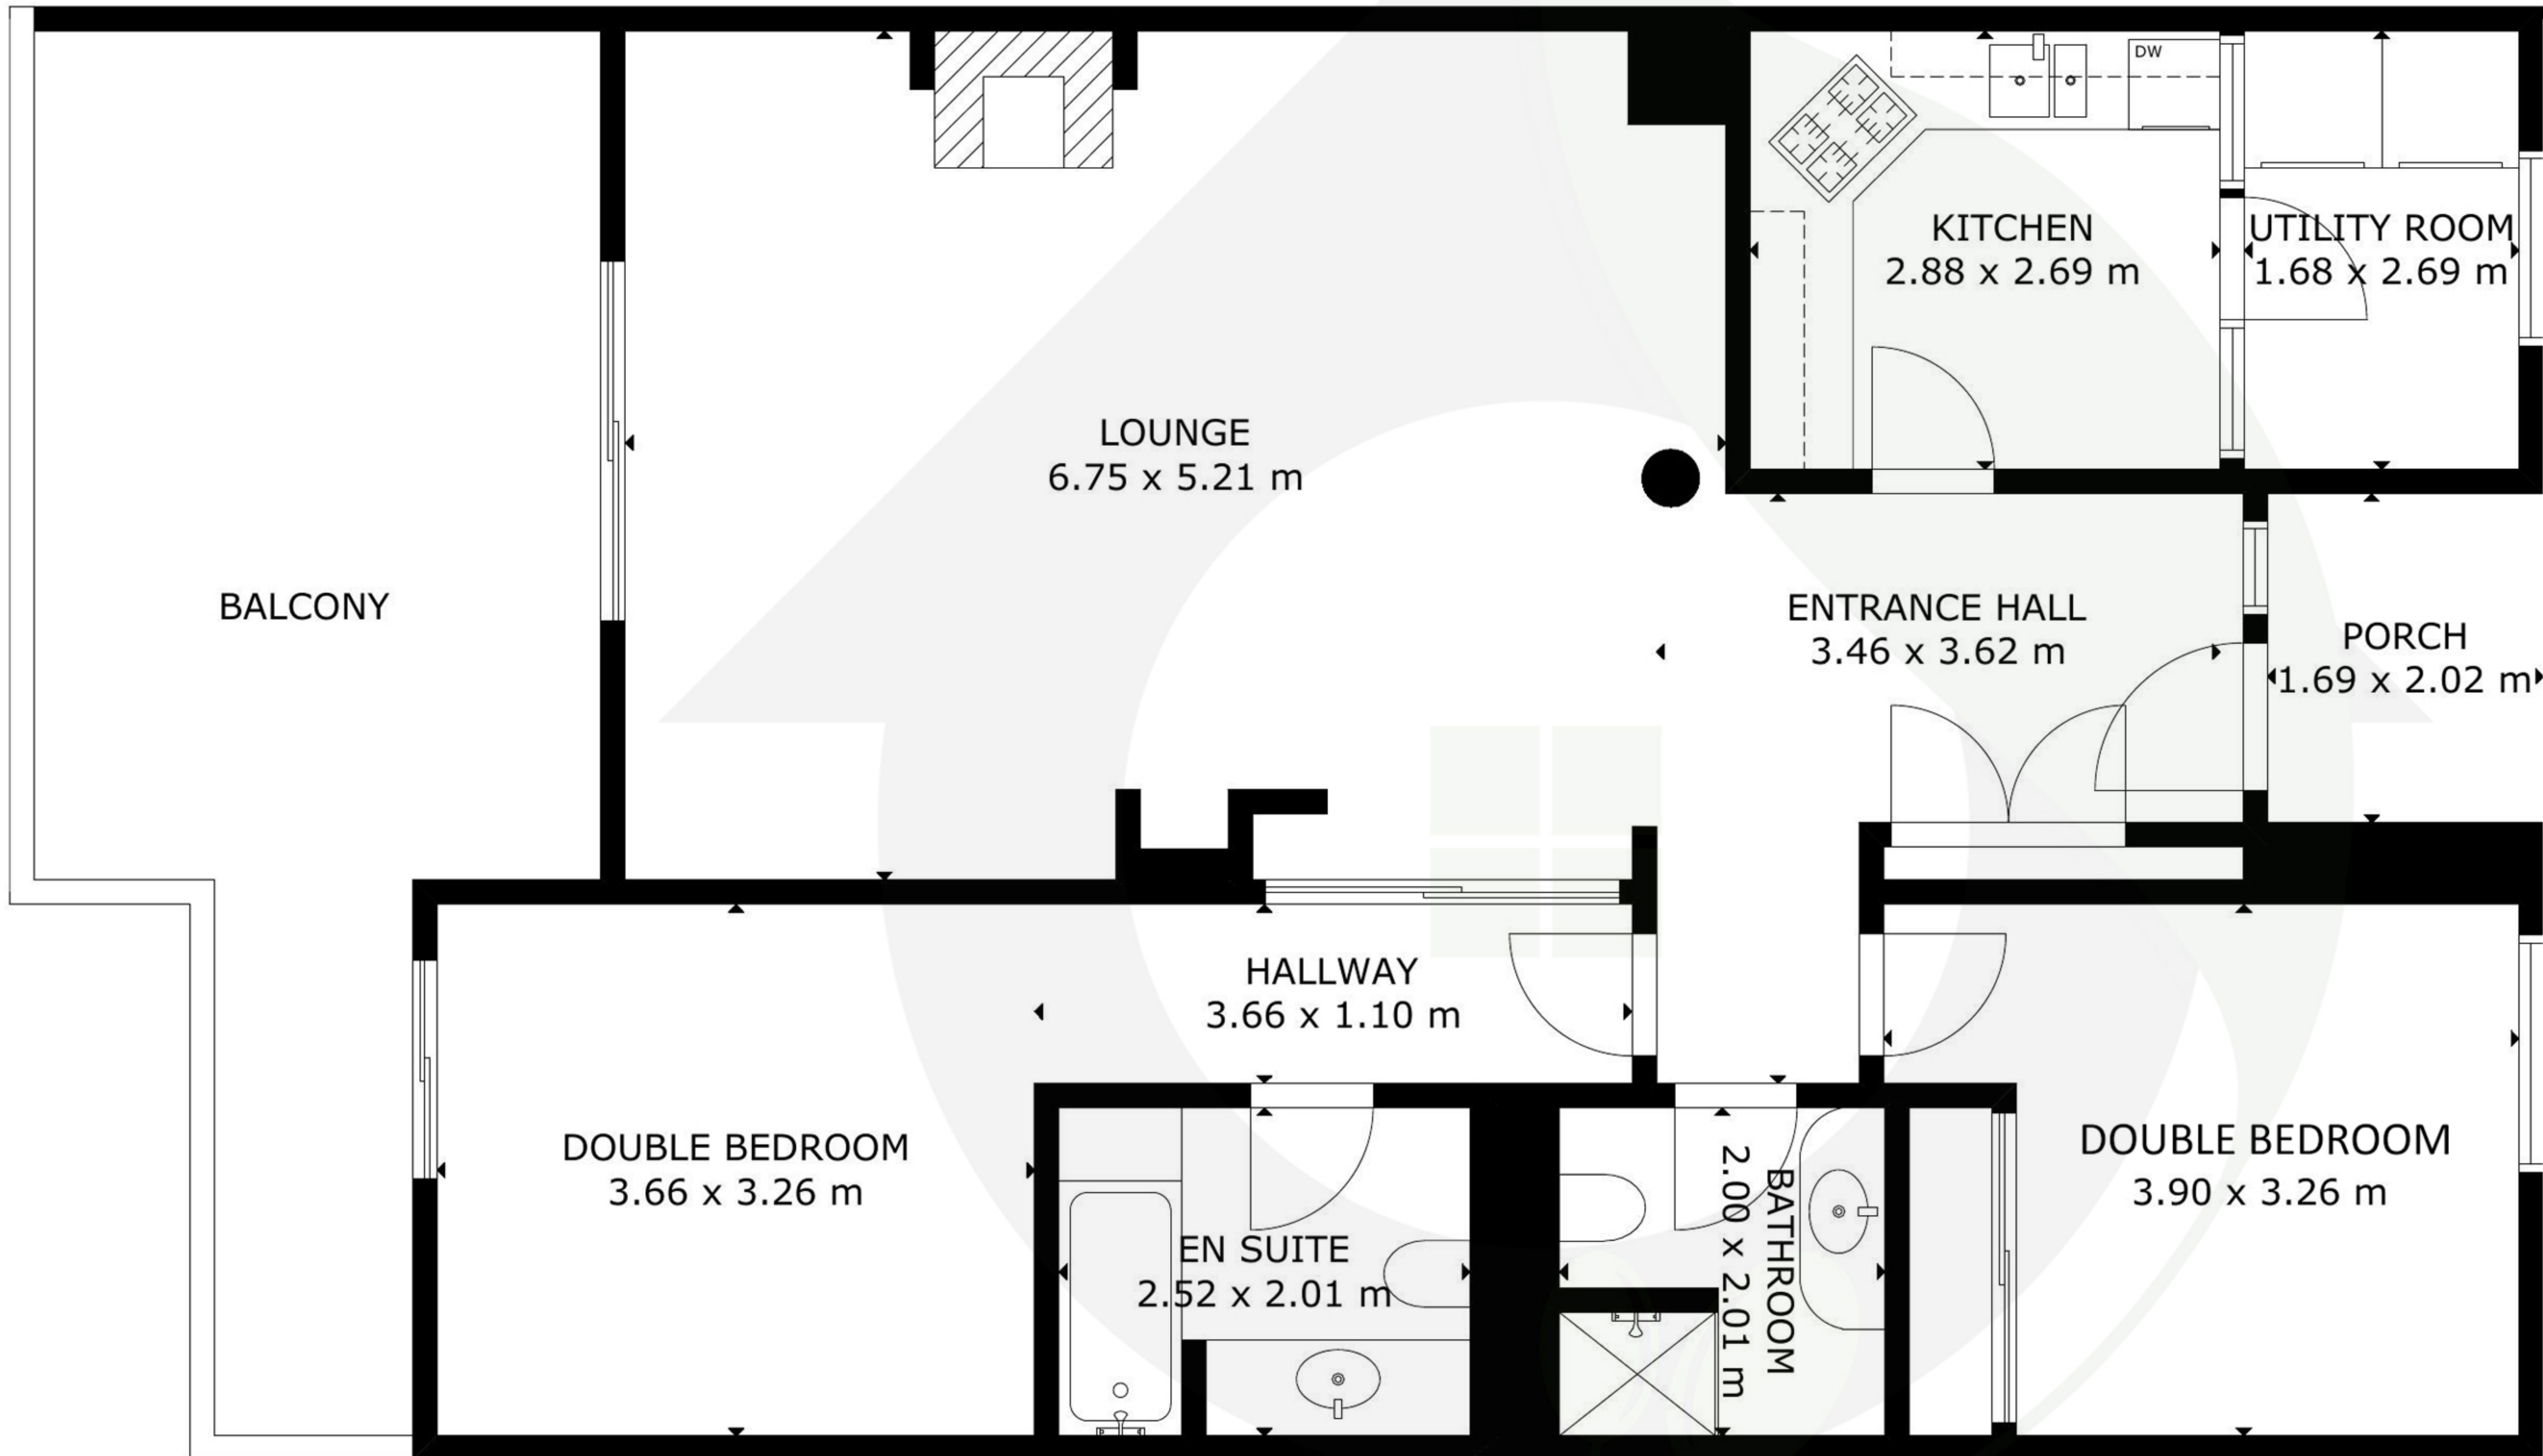 DW
KITCHEN
2.88 x 2.69 m
UTILITY ROOM
1.68 x 2.69 m
LOUNGE
6.75 x 5.21 m
BALCONY
ENTRANCE HALL
3.46 x 3.62 m
PORCH
1.69 x 2.02 m
HALLWAY
3.66 x 1.10 m
DOUBLE BEDROOM
3.66 x 3.26 m
EN SUITE
2.52 x 2.01 m
BATHROOM
2.00 x 2.01 m
DOUBLE BEDROOM
3.90 x 3.26 m